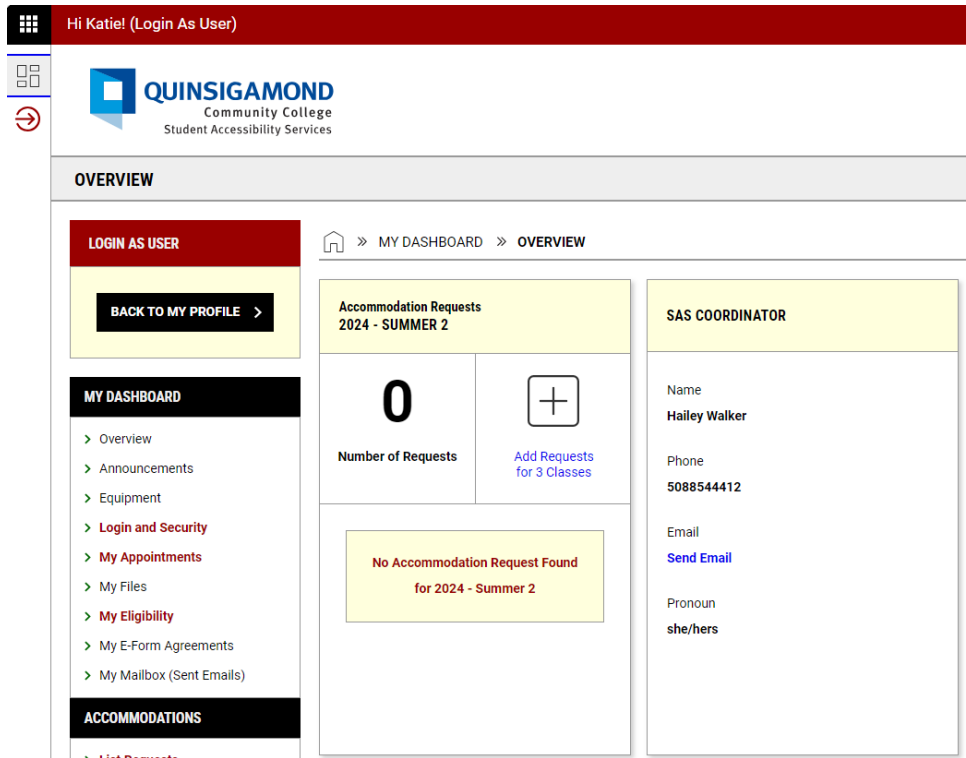 Hi Katie! (Login As User)
QUINSIGAMOND
Community College
Student Accessibility Services
OVERVIEW
LOGIN AS USER
BACK TO MY PROFILE
MY DASHBOARD
Overview
Announcements
Equipment
Login and Security
My Appointments
My Files
My Eligibility
My E-Form Agreements
My Mailbox (Sent Emails)
ACCOMMODATIONS
List Requests
MY DASHBOARD » OVERVIEW
Accommodation Requests
2024 - SUMMER 2
0
Number of Requests
Add Requests
for 3 Classes
No Accommodation Request Found
for 2024 - Summer 2
SAS COORDINATOR
Name
Hailey Walker
Phone
5088544412
Email
Send Email
Pronoun
she/hers